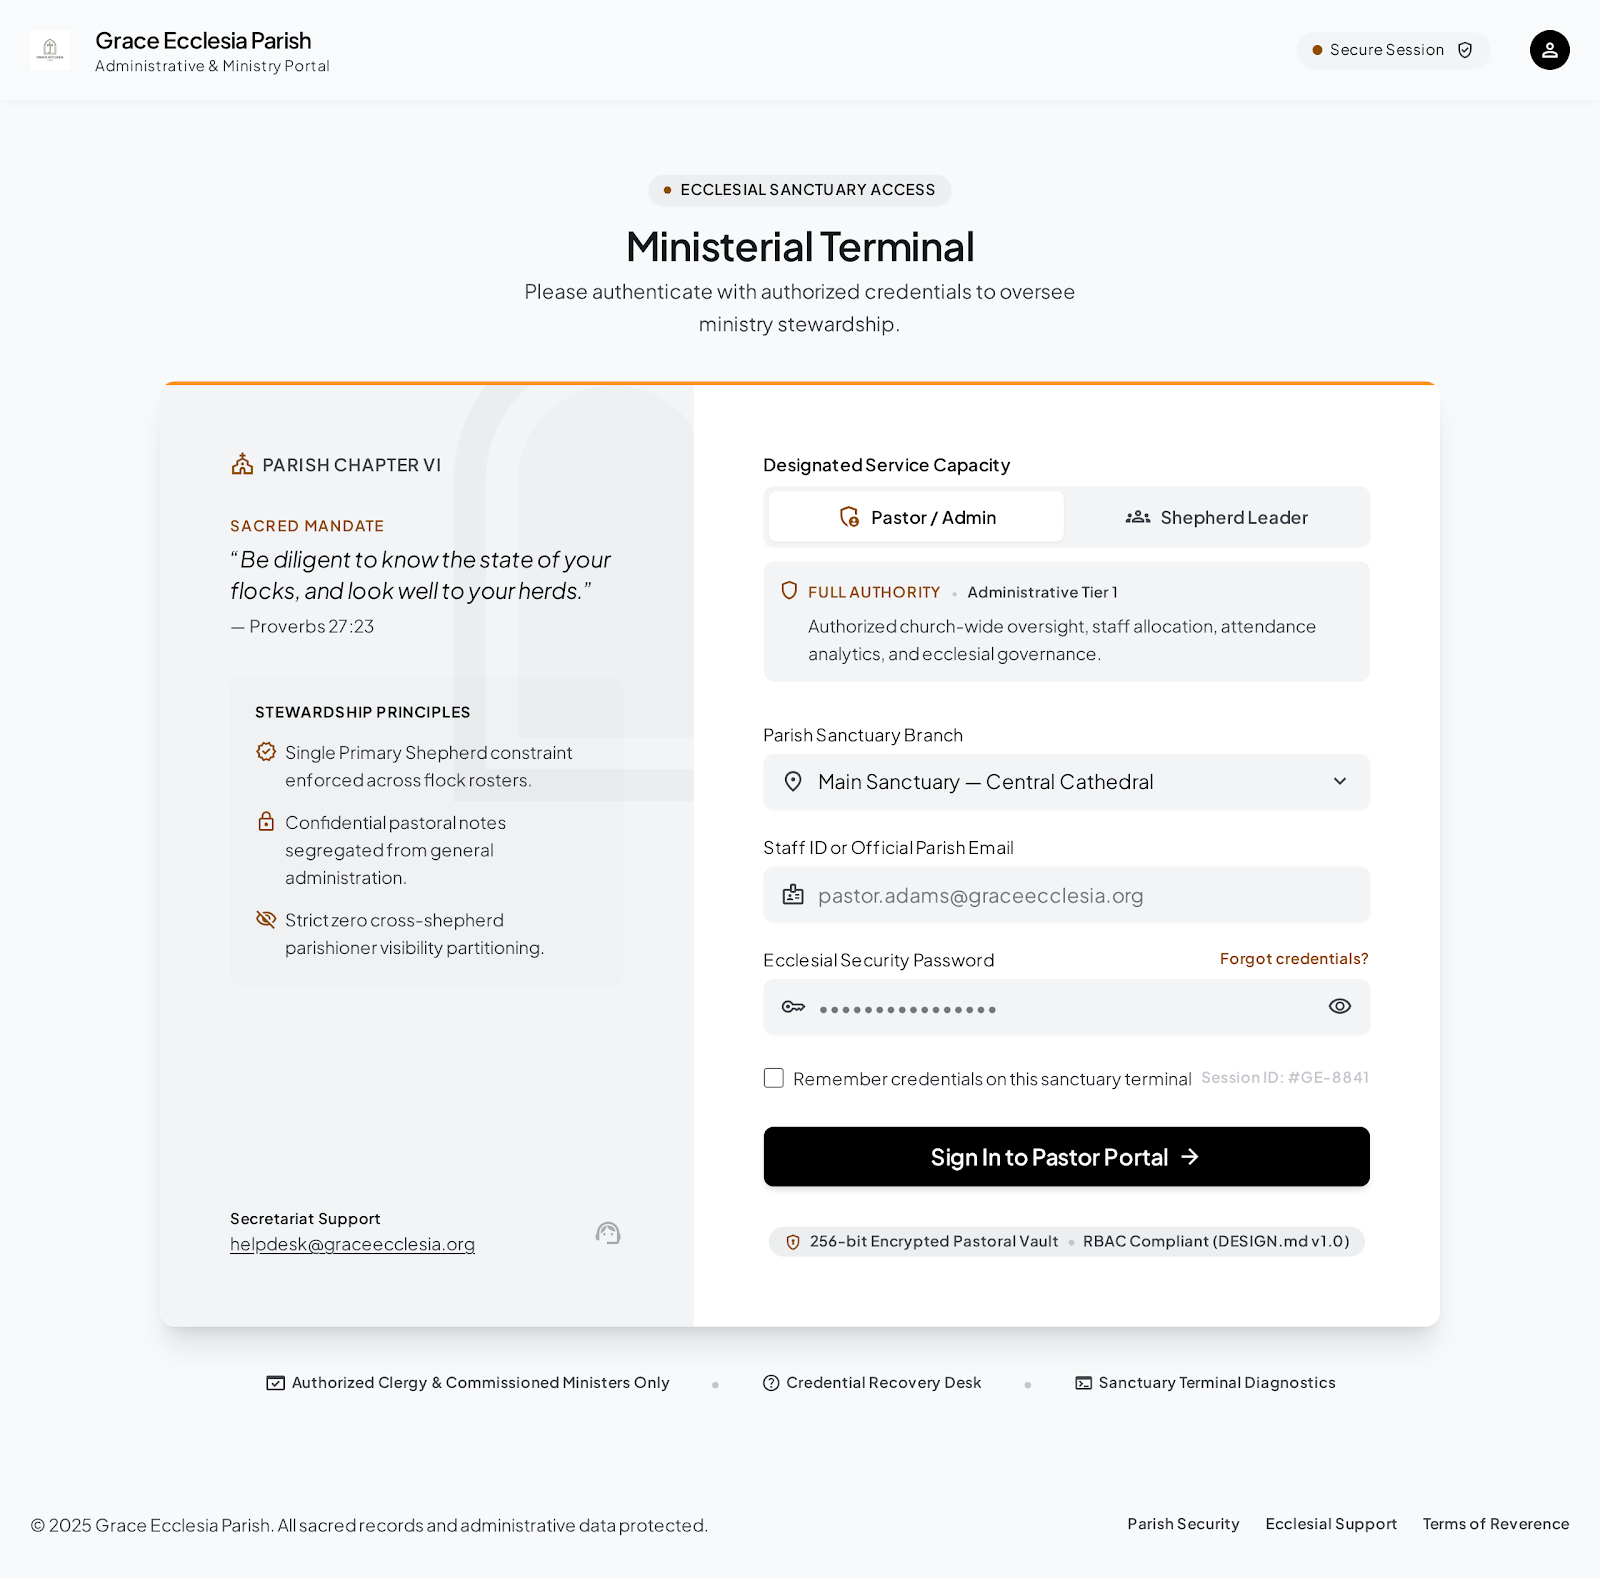 Grace Ecclesia Parish
Administrative & Ministry Portal
Secure Session
ECCLESIAL SANCTUARY ACCESS
Ministerial Terminal
Please authenticate with authorized credentials to oversee
ministry stewardship.
PARISH CHAPTER VI
SACRED MANDATE
“Be diligent to know the state of your
flocks, and look well to your herds.”
— Proverbs 27:23
STEWARDSHIP PRINCIPLES
Single Primary Shepherd constraint
enforced across flock rosters.
Confidential pastoral notes
segregated from general
administration.
Strict zero cross-shepherd
parishioner visibility partitioning.
Secretariat Support
helpdesk@graceecclesia.org
Designated Service Capacity
Pastor / Admin
Shepherd Leader
FULL AUTHORITY • Administrative Tier 1
Authorized church-wide oversight, staff allocation, attendance
analytics, and ecclesial governance.
Parish Sanctuary Branch
Main Sanctuary — Central Cathedral
Staff ID or Official Parish Email
pastor.adams@graceecclesia.org
Ecclesial Security Password
Forgot credentials?
••••••••••••••••
Remember credentials on this sanctuary terminal
Session ID: #GE-8841
Sign In to Pastor Portal →
256-bit Encrypted Pastoral Vault • RBAC Compliant (DESIGN.md v1.0)
Authorized Clergy & Commissioned Ministers Only
Credential Recovery Desk
Sanctuary Terminal Diagnostics
© 2025 Grace Ecclesia Parish. All sacred records and administrative data protected.
Parish Security
Ecclesial Support
Terms of Reverence